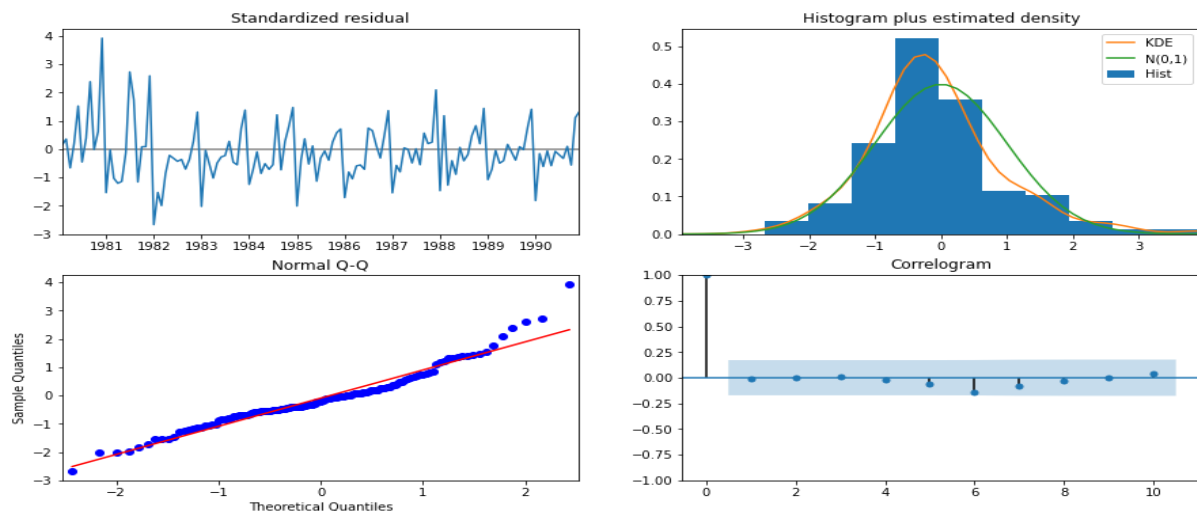 Standardized residual
4
3
2
1
0
−1
−2
−3
1981 1982 1983 1984 1985 1986 1987 1988 1989 1990
Histogram plus estimated density
KDE
N(0,1)
Hist
0.5
0.4
0.3
0.2
0.1
0.0
−3 −2 −1 0 1 2 3
Normal Q-Q
Sample Quantiles
4
3
2
1
0
−1
−2
−3
−2 −1 0 1 2
Theoretical Quantiles
Correlogram
1.00
0.75
0.50
0.25
0.00
−0.25
−0.50
−0.75
−1.00
0 2 4 6 8 10